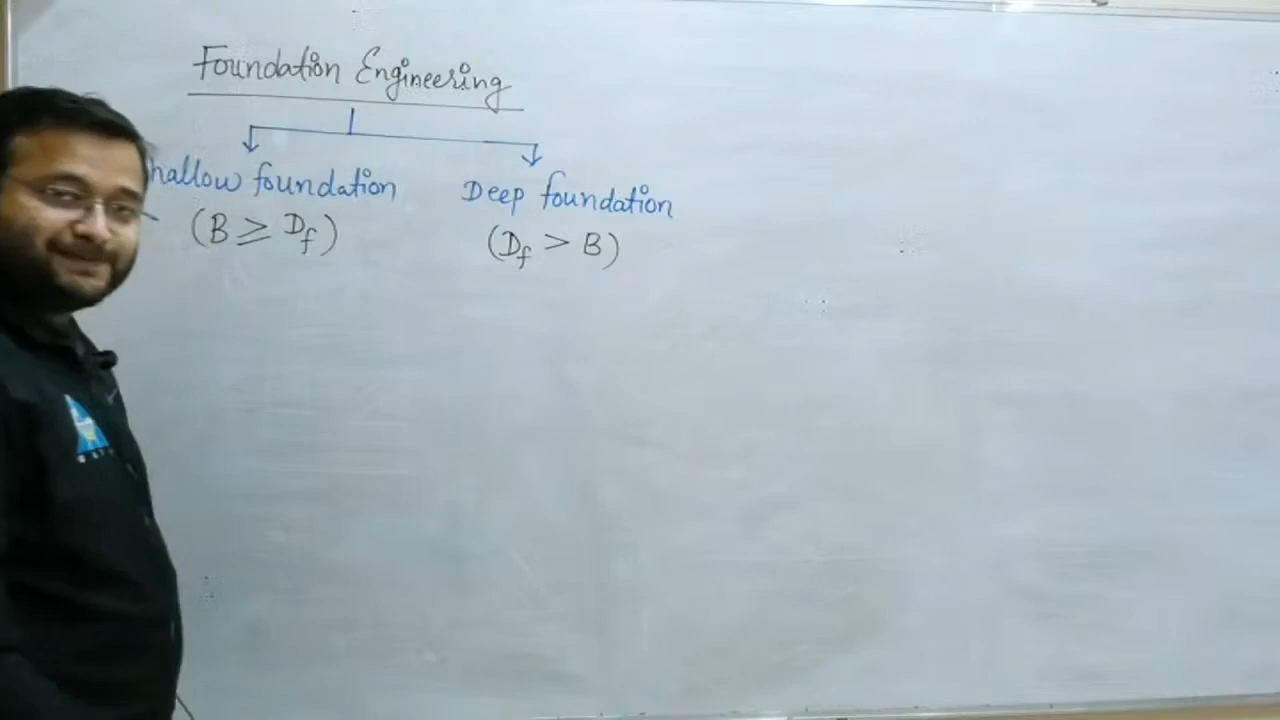 Foundation Engineering
hallow foundation
(B ≥ Df)
Deep foundation
(Df > B)